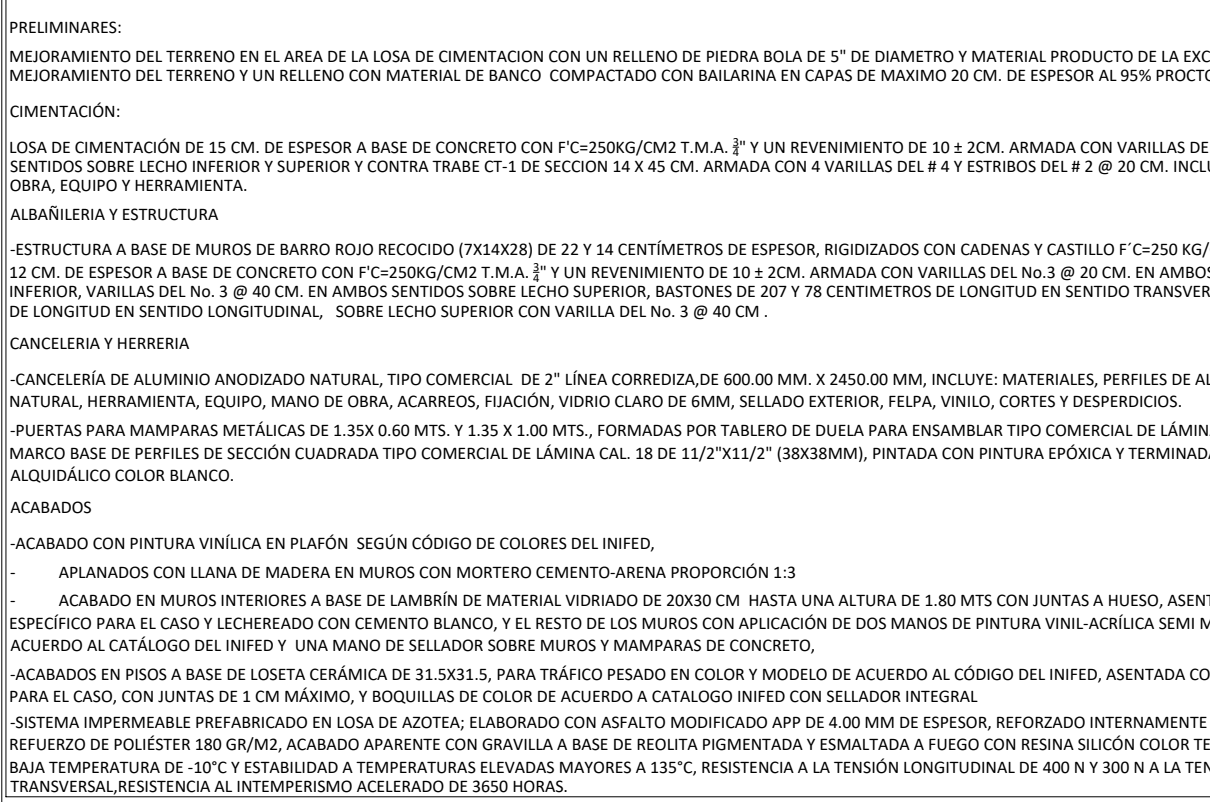 PRELIMINARES:
MEJORAMIENTO DEL TERRENO EN EL AREA DE LA LOSA DE CIMENTACION CON UN RELLENO DE PIEDRA BOLA DE 5" DE DIAMETRO Y MATERIAL PRODUCTO DE LA EXC
MEJORAMIENTO DEL TERRENO Y UN RELLENO CON MATERIAL DE BANCO COMPACTADO CON BAILARINA EN CAPAS DE MAXIMO 20 CM. DE ESPESOR AL 95% PROCTO
CIMENTACIÓN:
LOSA DE CIMENTACIÓN DE 15 CM. DE ESPESOR A BASE DE CONCRETO CON F'C=250KG/CM2 T.M.A. ¾" Y UN REVENIMIENTO DE 10 ± 2CM. ARMADA CON VARILLAS DE
SENTIDOS SOBRE LECHO INFERIOR Y SUPERIOR Y CONTRA TRABE CT-1 DE SECCION 14 X 45 CM. ARMADA CON 4 VARILLAS DEL # 4 Y ESTRIBOS DEL # 2 @ 20 CM. INCLU
OBRA, EQUIPO Y HERRAMIENTA.
ALBAÑILERIA Y ESTRUCTURA
-ESTRUCTURA A BASE DE MUROS DE BARRO ROJO RECOCIDO (7X14X28) DE 22 Y 14 CENTÍMETROS DE ESPESOR, RIGIDIZADOS CON CADENAS Y CASTILLO F´C=250 KG/
12 CM. DE ESPESOR A BASE DE CONCRETO CON F'C=250KG/CM2 T.M.A. ¾" Y UN REVENIMIENTO DE 10 ± 2CM. ARMADA CON VARILLAS DEL No.3 @ 20 CM. EN AMBOS
INFERIOR, VARILLAS DEL No. 3 @ 40 CM. EN AMBOS SENTIDOS SOBRE LECHO SUPERIOR, BASTONES DE 207 Y 78 CENTIMETROS DE LONGITUD EN SENTIDO TRANSVER
DE LONGITUD EN SENTIDO LONGITUDINAL, SOBRE LECHO SUPERIOR CON VARILLA DEL No. 3 @ 40 CM .
CANCELERIA Y HERRERIA
-CANCELERÍA DE ALUMINIO ANODIZADO NATURAL, TIPO COMERCIAL DE 2" LÍNEA CORREDIZA,DE 600.00 MM. X 2450.00 MM, INCLUYE: MATERIALES, PERFILES DE AL
NATURAL, HERRAMIENTA, EQUIPO, MANO DE OBRA, ACARREOS, FIJACIÓN, VIDRIO CLARO DE 6MM, SELLADO EXTERIOR, FELPA, VINILO, CORTES Y DESPERDICIOS.
-PUERTAS PARA MAMPARAS METÁLICAS DE 1.35X 0.60 MTS. Y 1.35 X 1.00 MTS., FORMADAS POR TABLERO DE DUELA PARA ENSAMBLAR TIPO COMERCIAL DE LÁMINA
MARCO BASE DE PERFILES DE SECCIÓN CUADRADA TIPO COMERCIAL DE LÁMINA CAL. 18 DE 11/2"X11/2" (38X38MM), PINTADA CON PINTURA EPÓXICA Y TERMINADA
ALQUIDÁLICO COLOR BLANCO.
ACABADOS
-ACABADO CON PINTURA VINÍLICA EN PLAFÓN SEGÚN CÓDIGO DE COLORES DEL INIFED,
- APLANADOS CON LLANA DE MADERA EN MUROS CON MORTERO CEMENTO-ARENA PROPORCIÓN 1:3
- ACABADO EN MUROS INTERIORES A BASE DE LAMBRÍN DE MATERIAL VIDRIADO DE 20X30 CM HASTA UNA ALTURA DE 1.80 MTS CON JUNTAS A HUESO, ASENT
ESPECÍFICO PARA EL CASO Y LECHEREADO CON CEMENTO BLANCO, Y EL RESTO DE LOS MUROS CON APLICACIÓN DE DOS MANOS DE PINTURA VINIL-ACRÍLICA SEMI M
ACUERDO AL CATÁLOGO DEL INIFED Y UNA MANO DE SELLADOR SOBRE MUROS Y MAMPARAS DE CONCRETO,
-ACABADOS EN PISOS A BASE DE LOSETA CERÁMICA DE 31.5X31.5, PARA TRÁFICO PESADO EN COLOR Y MODELO DE ACUERDO AL CÓDIGO DEL INIFED, ASENTADA CO
PARA EL CASO, CON JUNTAS DE 1 CM MÁXIMO, Y BOQUILLAS DE COLOR DE ACUERDO A CATALOGO INIFED CON SELLADOR INTEGRAL
-SISTEMA IMPERMEABLE PREFABRICADO EN LOSA DE AZOTEA; ELABORADO CON ASFALTO MODIFICADO APP DE 4.00 MM DE ESPESOR, REFORZADO INTERNAMENTE
REFUERZO DE POLIÉSTER 180 GR/M2, ACABADO APARENTE CON GRAVILLA A BASE DE REOLITA PIGMENTADA Y ESMALTADA A FUEGO CON RESINA SILICÓN COLOR TE
BAJA TEMPERATURA DE -10°C Y ESTABILIDAD A TEMPERATURAS ELEVADAS MAYORES A 135°C, RESISTENCIA A LA TENSIÓN LONGITUDINAL DE 400 N Y 300 N A LA TEN
TRANSVERSAL,RESISTENCIA AL INTEMPERISMO ACELERADO DE 3650 HORAS.